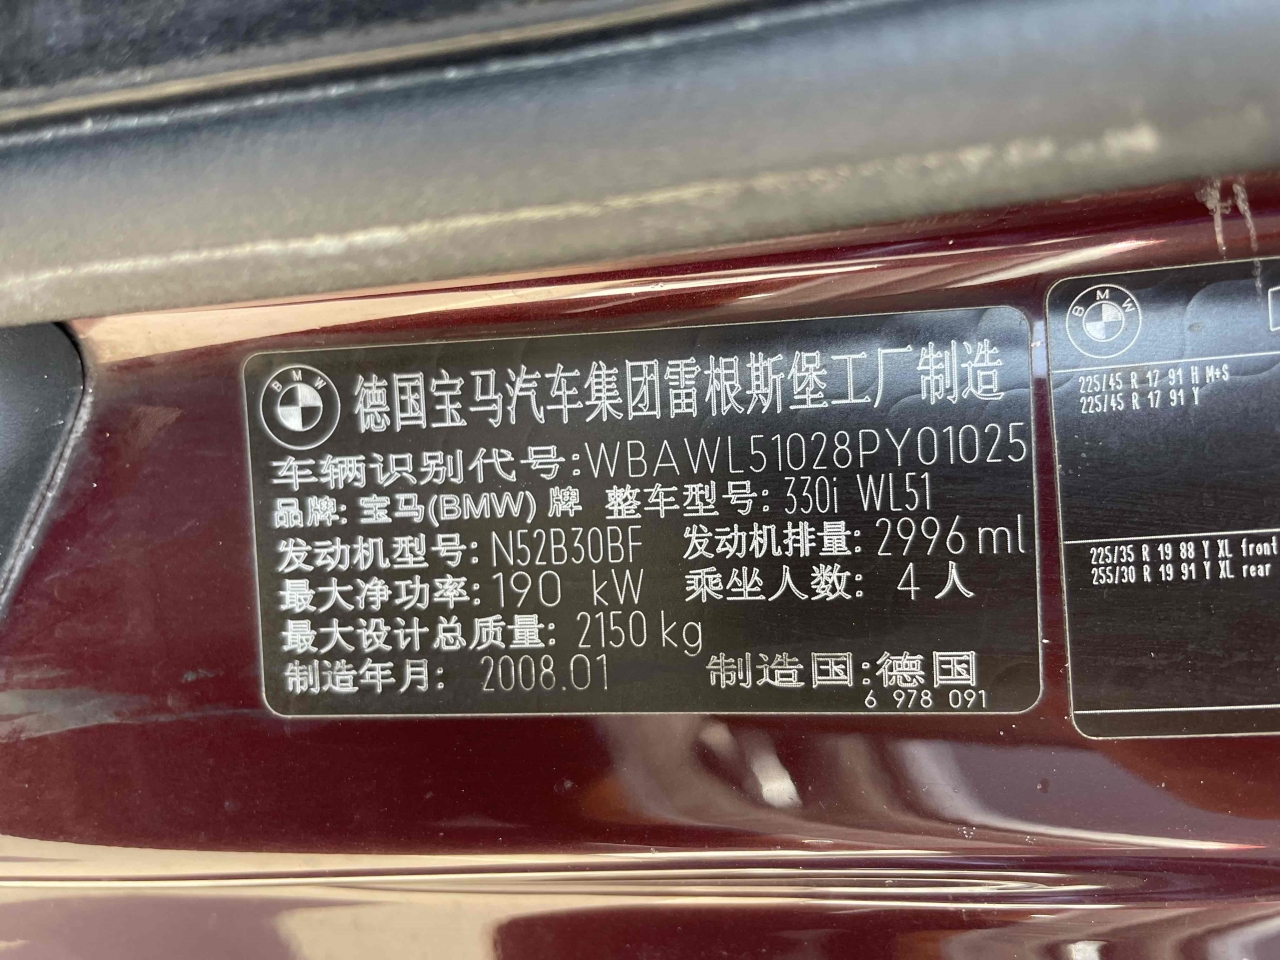 BMW
德国宝马汽车集团雷根斯堡工厂制造
车辆识别代号:WBAWL51028PY01025
品牌: 宝马(BMW) 牌 整车型号: 330i WL51
发动机型号: N52B30BF 发动机排量: 2996 ml
最大净功率: 190 kW 乘坐人数: 4 人
最大设计总质量: 2150 kg
制造年月: 2008.01 制造国: 德国
6 978 091
BMW
225/45 R 17 91 H M+S
225/45 R 17 91 Y
225/35 R 19 88 Y XL front
255/30 R 19 91 Y XL rear